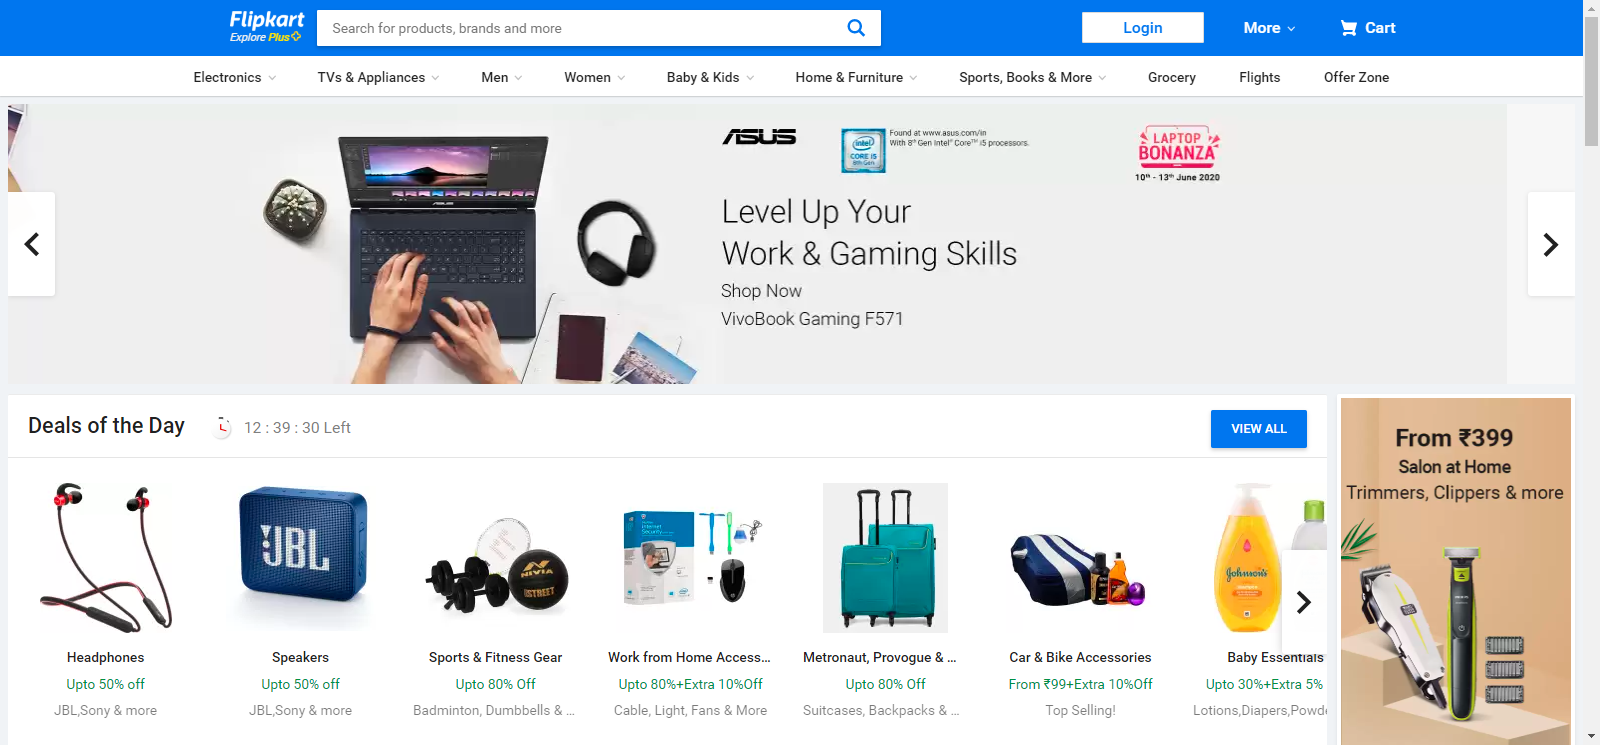 Flipkart
Explore Plus
Search for products, brands and more
Login
More
Cart
Electronics
TVs & Appliances
Men
Women
Baby & Kids
Home & Furniture
Sports, Books & More
Grocery
Flights
Offer Zone
ASUS
intel
CORE i5
8th Gen
Found at www.asus.com/in
With 8th Gen Intel® Core™ i5 processors.
LAPTOP
BONANZA
10th - 13th June 2020
Level Up Your
Work & Gaming Skills
Shop Now
VivoBook Gaming F571
Deals of the Day
12 : 39 : 30 Left
VIEW ALL
JBL
NIVIA
STREET
Internet
Security
Johnson's
Headphones
Upto 50% off
JBL,Sony & more
Speakers
Upto 50% off
JBL,Sony & more
Sports & Fitness Gear
Upto 80% Off
Badminton, Dumbbells & ...
Work from Home Access...
Upto 80%+Extra 10%Off
Cable, Light, Fans & More
Metronaut, Provogue & ...
Upto 80% Off
Suitcases, Backpacks & ...
Car & Bike Accessories
From ₹99+Extra 10%Off
Top Selling!
Baby Essentials
Upto 30%+Extra 5%
Lotions,Diapers,Powde
From ₹399
Salon at Home
Trimmers, Clippers & more
PHILIPS